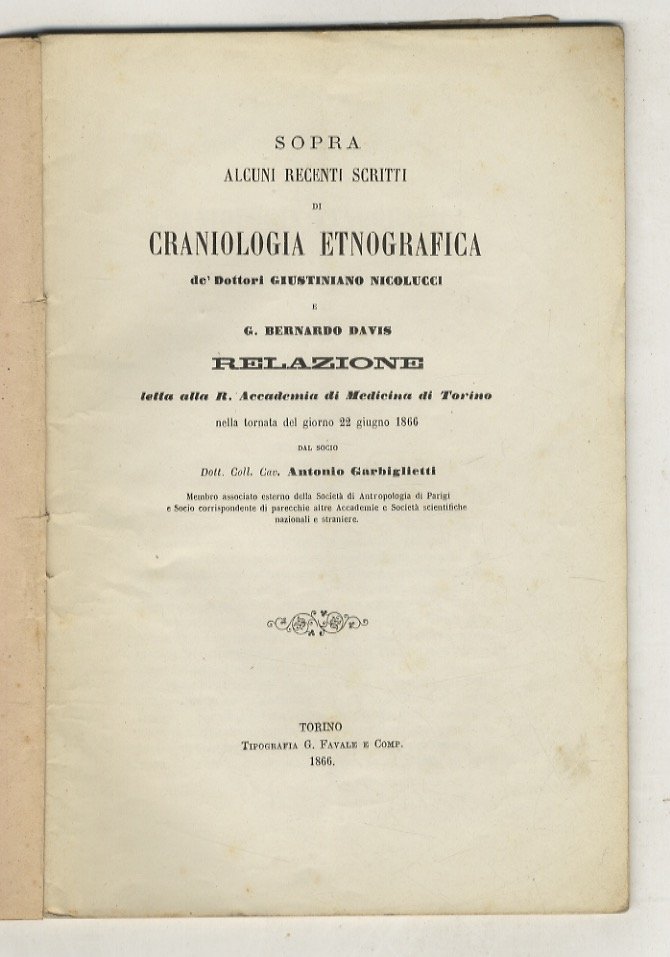 SOPRA
ALCUNI RECENTI SCRITTI
DI
CRANIOLOGIA ETNOGRAFICA
de' Dottori GIUSTINIANO NICOLUCCI
E
G. BERNARDO DAVIS
RELAZIONE
letta alla R. Accademia di Medicina di Torino
nella tornata del giorno 22 giugno 1866
DAL SOCIO
Dott. Coll. Cav. Antonio Garbiglietti
Membro associato esterno della Società di Antropologia di Parigi
e Socio corrispondente di parecchie altre Accademie e Società scientifiche
nazionali e straniere.
TORINO
TIPOGRAFIA G. FAVALE E COMP.
1866.